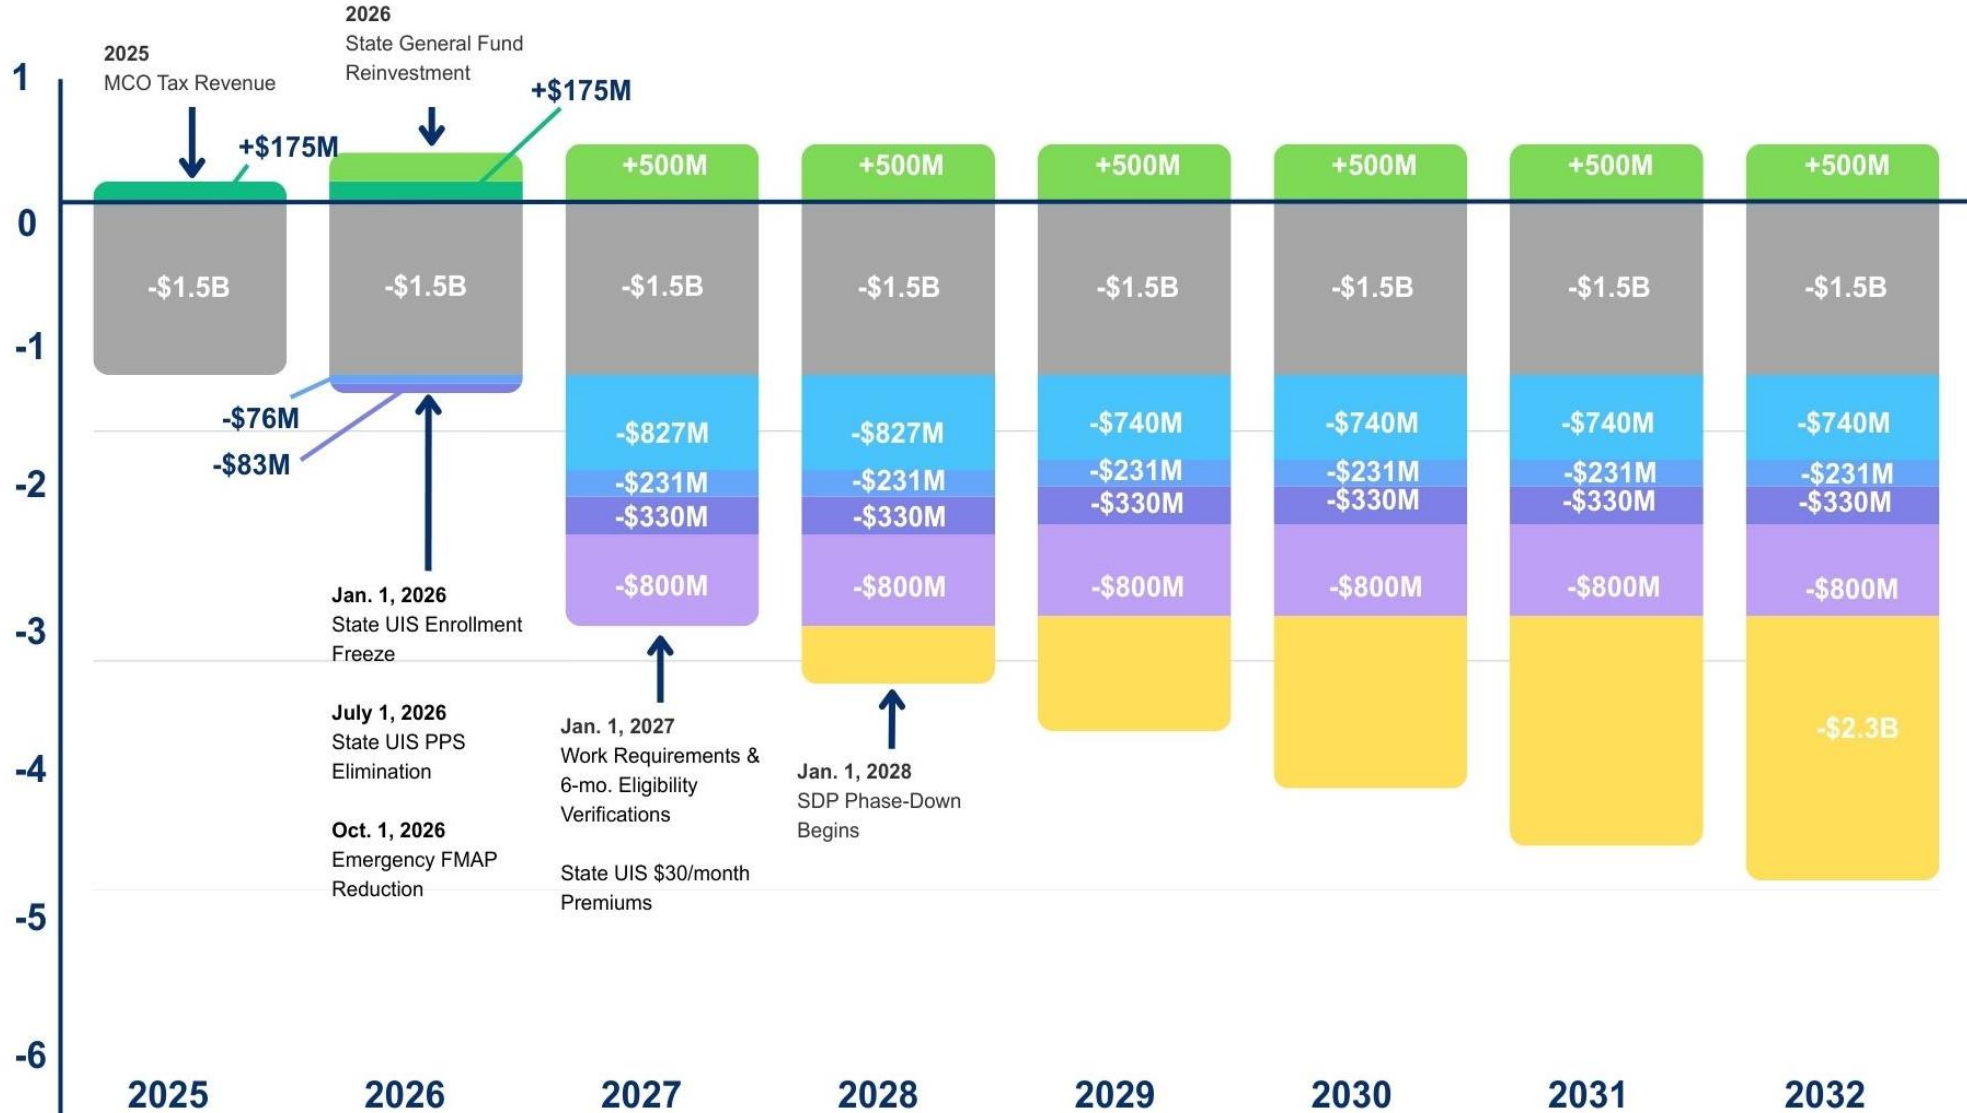 2026
State General Fund
Reinvestment
2025
MCO Tax Revenue
+$175M
+$175M
1
0
-1
-2
-3
-4
-5
-6
+500M
+500M
+500M
+500M
+500M
+500M
-$1.5B
-$1.5B
-$1.5B
-$1.5B
-$1.5B
-$1.5B
-$1.5B
-$1.5B
-$76M
-$83M
-$827M
-$827M
-$740M
-$740M
-$740M
-$740M
-$231M
-$231M
-$231M
-$231M
-$231M
-$231M
-$330M
-$330M
-$330M
-$330M
-$330M
-$330M
-$800M
-$800M
-$800M
-$800M
-$800M
-$800M
-$2.3B
Jan. 1, 2026
State UIS Enrollment
Freeze
July 1, 2026
State UIS PPS
Elimination
Oct. 1, 2026
Emergency FMAP
Reduction
Jan. 1, 2027
Work Requirements &
6-mo. Eligibility
Verifications
State UIS $30/month
Premiums
Jan. 1, 2028
SDP Phase-Down
Begins
2025
2026
2027
2028
2029
2030
2031
2032